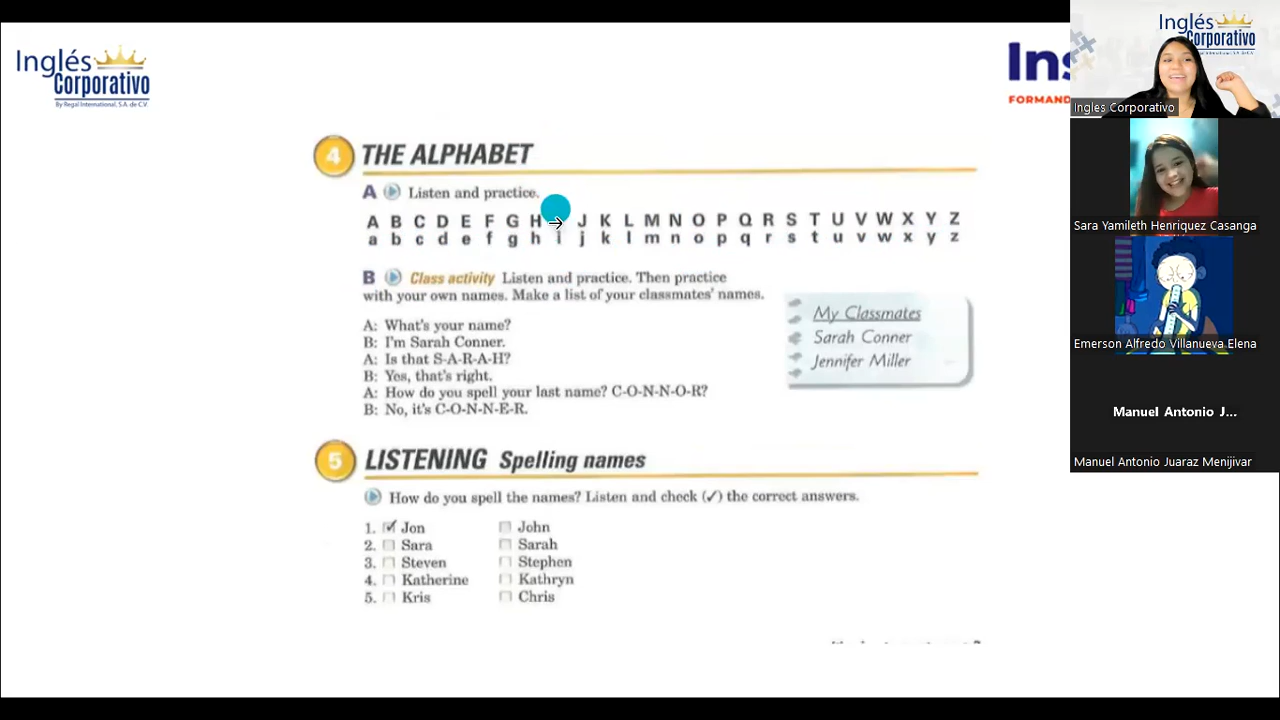 Inglés
Corporativo
By Regal International, S.A. de C.V.
Ins
FORMAND
4 THE ALPHABET
A Listen and practice.
A B C D E F G H J K L M N O P Q R S T U V W X Y Z
a b c d e f g h i j k l m n o p q r s t u v w x y z
B Class activity Listen and practice. Then practice
with your own names. Make a list of your classmates' names.
A: What's your name?
B: I'm Sarah Conner.
A: Is that S-A-R-A-H?
B: Yes, that's right.
A: How do you spell your last name? C-O-N-N-O-R?
B: No, it's C-O-N-N-E-R.
My Classmates
Sarah Conner
Jennifer Miller
5 LISTENING Spelling names
How do you spell the names? Listen and check (✓) the correct answers.
1. Jon John
2. Sara Sarah
3. Steven Stephen
4. Katherine Kathryn
5. Kris Chris
Inglés
Corporativo
Ingles Corporativo
Sara Yamileth Henriquez Casanga
Emerson Alfredo Villanueva Elena
Manuel Antonio J...
Manuel Antonio Juaraz Menijivar